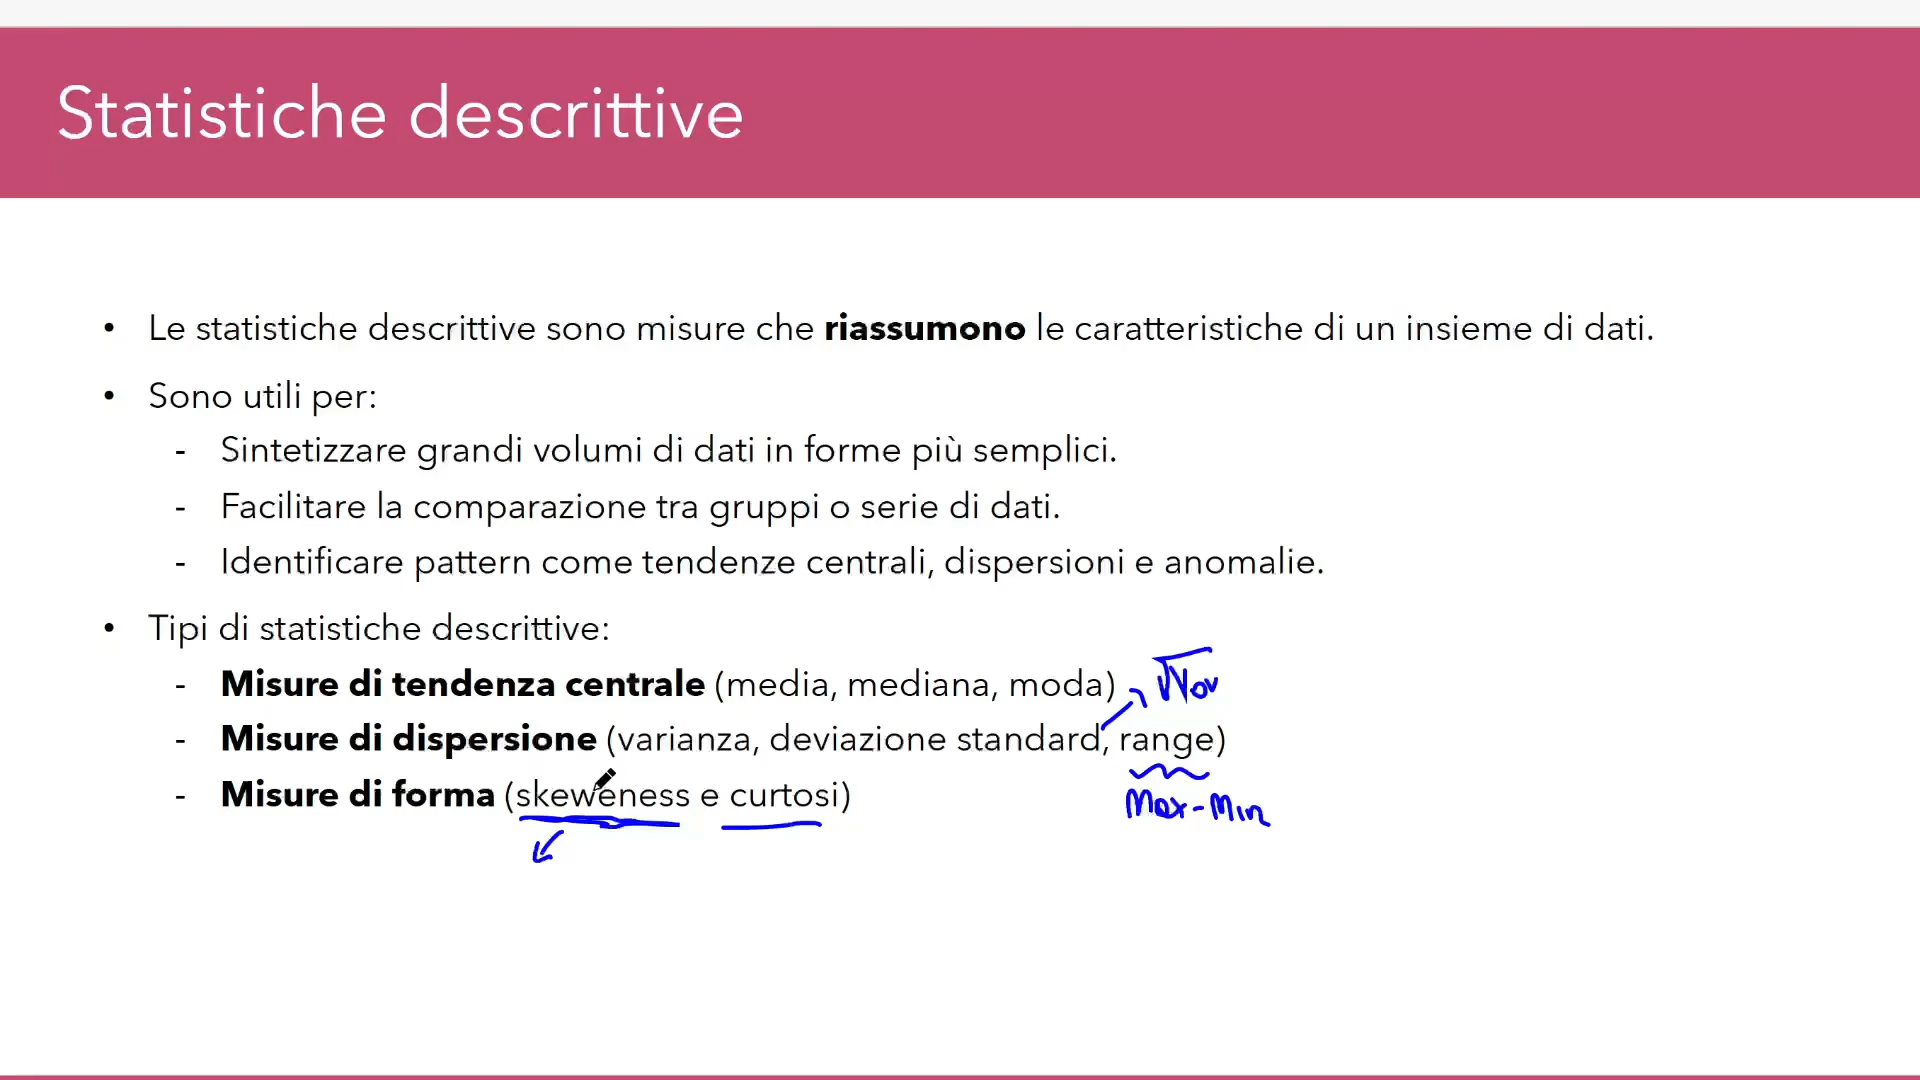 Statistiche descrittive
• Le statistiche descrittive sono misure che riassumono le caratteristiche di un insieme di dati.
• Sono utili per:
- Sintetizzare grandi volumi di dati in forme più semplici.
- Facilitare la comparazione tra gruppi o serie di dati.
- Identificare pattern come tendenze centrali, dispersioni e anomalie.
• Tipi di statistiche descrittive:
- Misure di tendenza centrale (media, mediana, moda)
- Misure di dispersione (varianza, deviazione standard, range)
- Misure di forma (skeweness e curtosi)
Max-Min